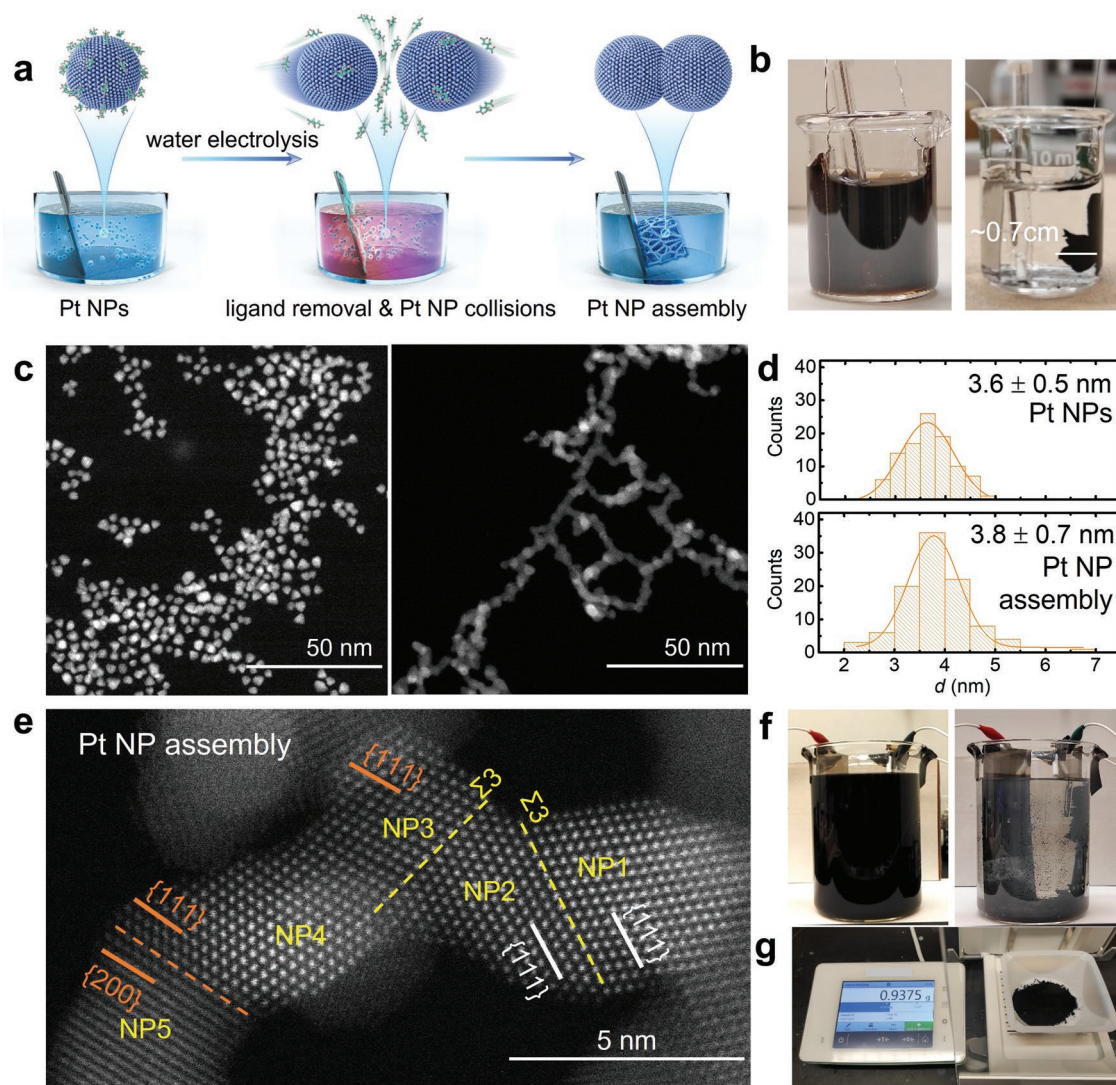 a
water electrolysis
Pt NPs
ligand removal & Pt NP collisions
Pt NP assembly
b
10 m
~0.7cm
c
50 nm
50 nm
d
3.6 ± 0.5 nm
Pt NPs
Counts
40
30
20
10
0
3.8 ± 0.7 nm
Pt NP
assembly
Counts
40
30
20
10
0
2 3 4 5 6 7
d (nm)
e
Pt NP assembly
{111}
Σ3
Σ3
NP3
NP1
NP2
{111}
{111}
{111}
NP4
{200}
NP5
5 nm
f
g
0.9375 g